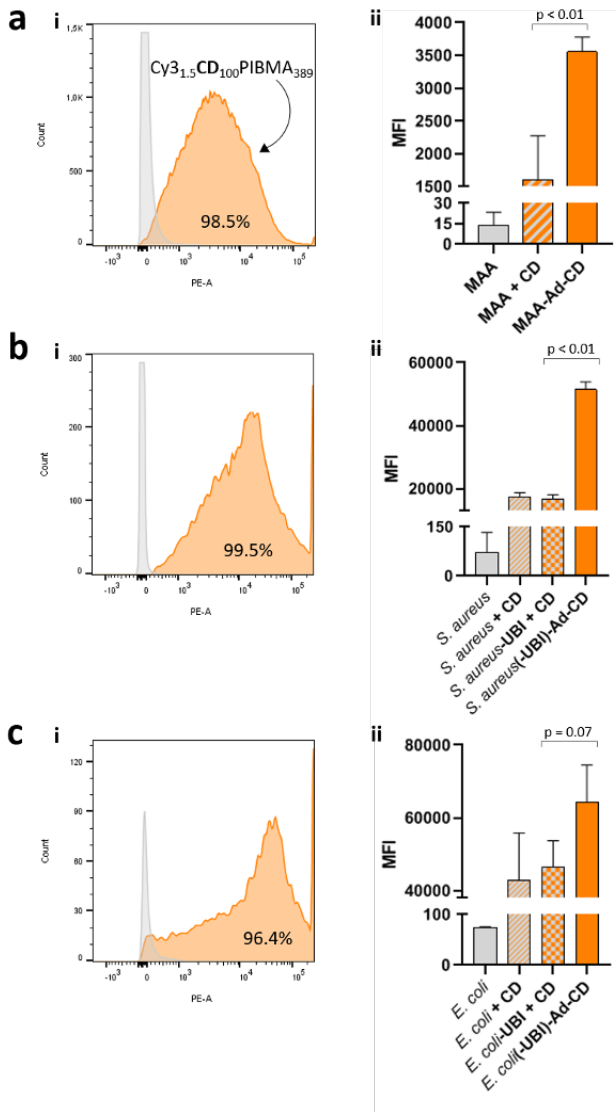 a
i
1,5K
1,0K
500
0
Count
Cy3₁.₅CD₁₀₀PIBMA₃₈₉
98.5%
-10³ 0 10³ 10⁴ 10⁵
PE-A
ii
p < 0.01
4000
3500
3000
2500
2000
1500
30
15
0
MFI
MAA
MAA + CD
MAA-Ad-CD
b
i
300
200
100
0
Count
99.5%
-10³ 0 10³ 10⁴ 10⁵
PE-A
ii
p < 0.01
60000
40000
20000
150
0
MFI
S. aureus
S. aureus + CD
S. aureus-UBI + CD
S. aureus(-UBI)-Ad-CD
c
i
120
90
60
30
0
Count
96.4%
-10³ 0 10³ 10⁴ 10⁵
PE-A
ii
p = 0.07
80000
60000
40000
100
0
MFI
E. coli
E. coli + CD
E. coli-UBI + CD
E. coli(-UBI)-Ad-CD